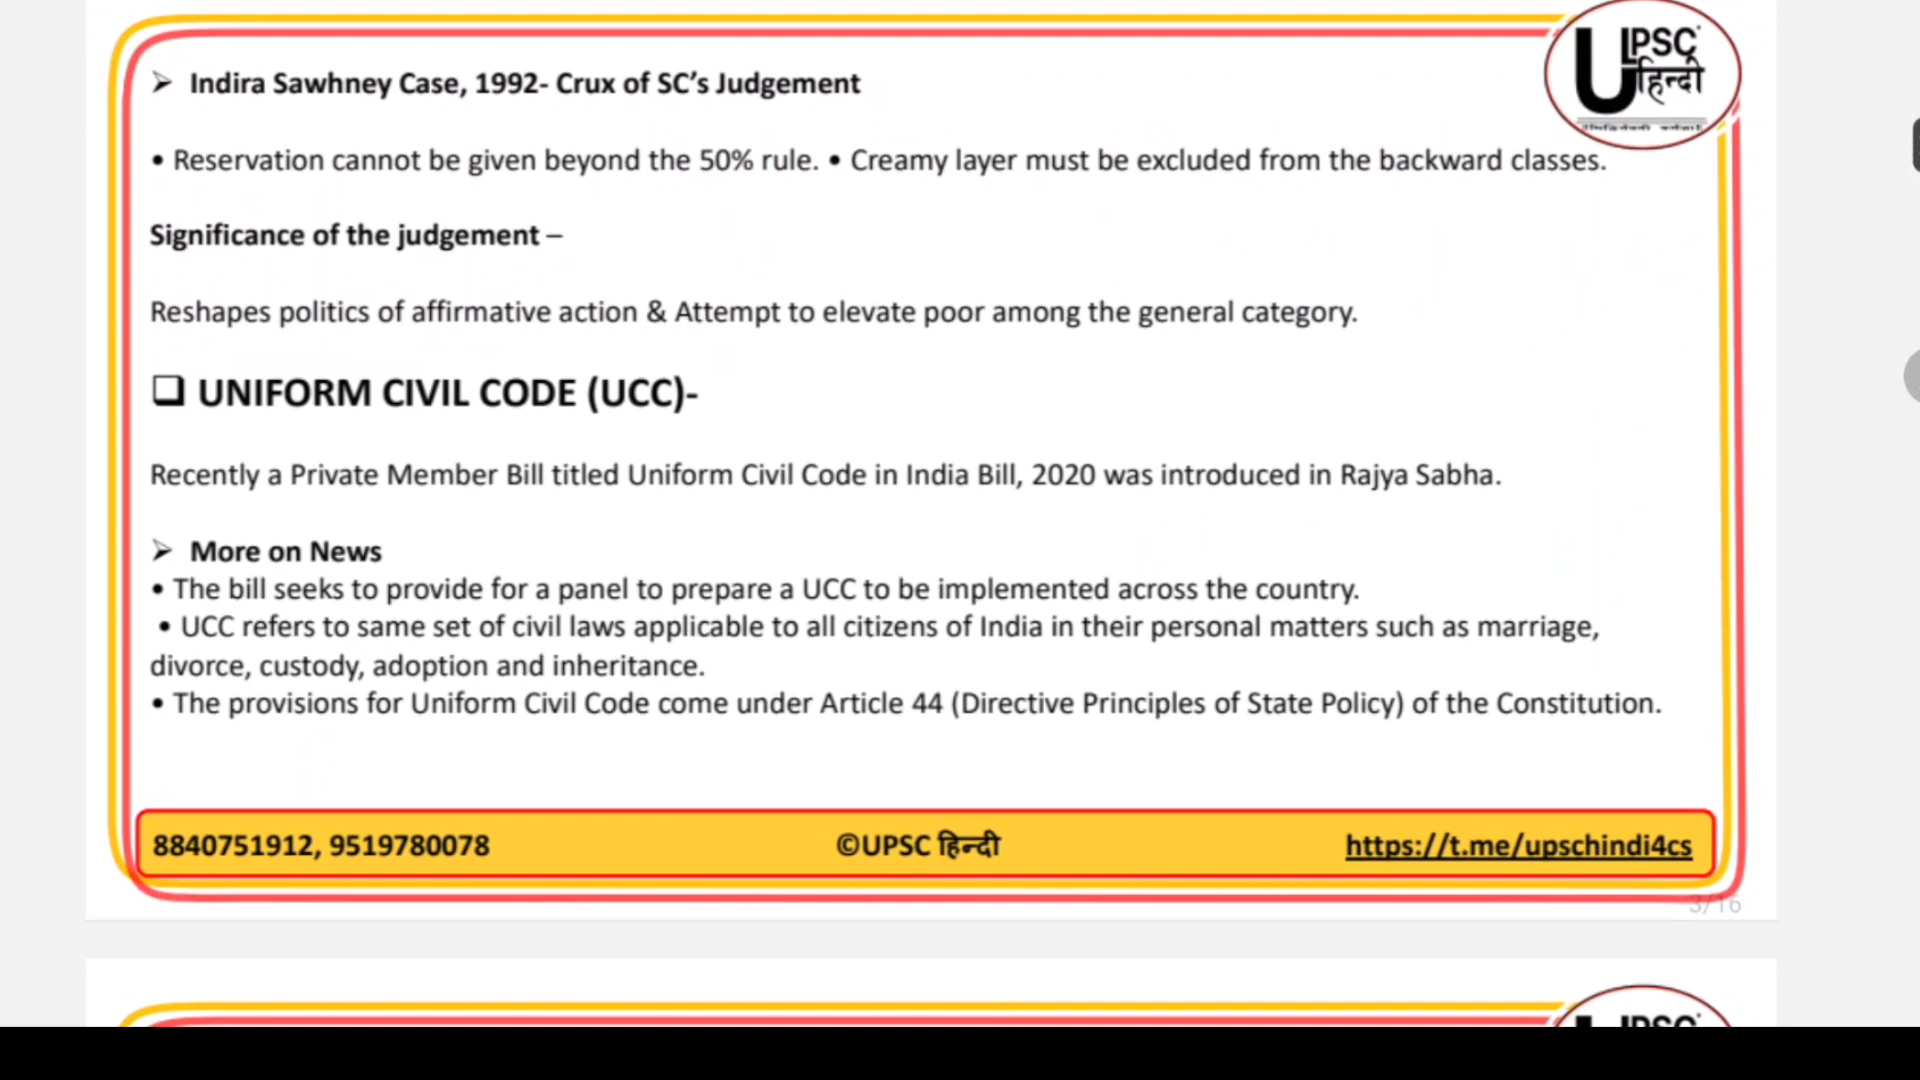 UPSC
हिन्दी
➢ Indira Sawhney Case, 1992- Crux of SC’s Judgement
• Reservation cannot be given beyond the 50% rule. • Creamy layer must be excluded from the backward classes.
Significance of the judgement –
Reshapes politics of affirmative action & Attempt to elevate poor among the general category.
❑ UNIFORM CIVIL CODE (UCC)-
Recently a Private Member Bill titled Uniform Civil Code in India Bill, 2020 was introduced in Rajya Sabha.
➢ More on News
• The bill seeks to provide for a panel to prepare a UCC to be implemented across the country.
• UCC refers to same set of civil laws applicable to all citizens of India in their personal matters such as marriage,
divorce, custody, adoption and inheritance.
• The provisions for Uniform Civil Code come under Article 44 (Directive Principles of State Policy) of the Constitution.
8840751912, 9519780078 ©UPSC हिन्दी https://t.me/upschindi4cs
3/16
UPSC